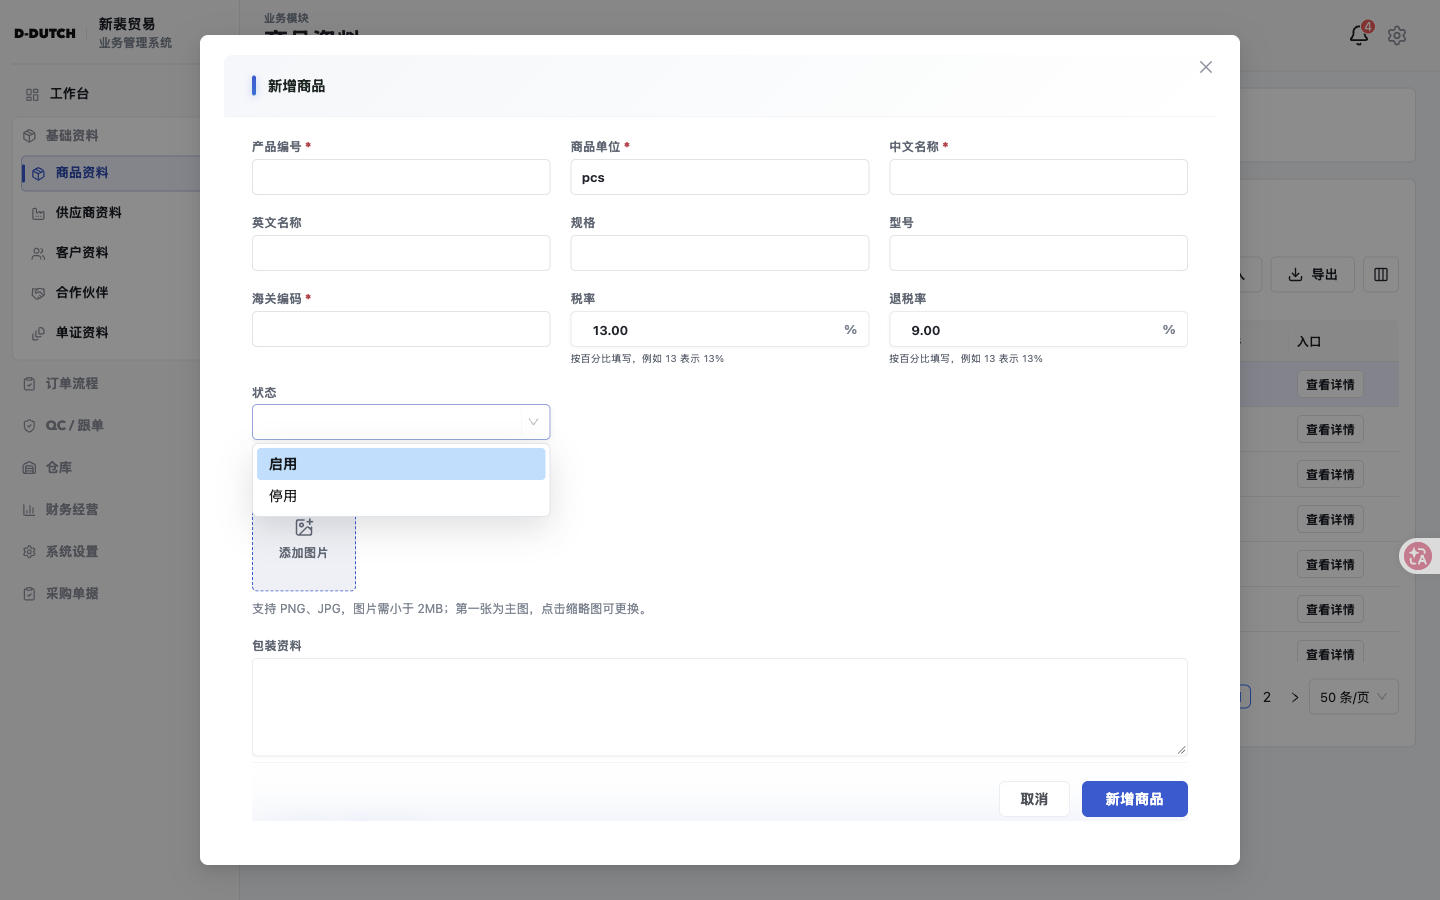 D-DUTCH
新裴贸易
业务管理系统
业务模块
4
工作台
基础资料
商品资料
供应商资料
客户资料
合作伙伴
单证资料
订单流程
QC / 跟单
仓库
财务经营
系统设置
采购单据
新增商品
产品编号 *
商品单位 *
中文名称 *
pcs
英文名称
规格
型号
海关编码 *
税率
退税率
13.00 %
9.00 %
按百分比填写，例如 13 表示 13%
按百分比填写，例如 13 表示 13%
状态
启用
停用
添加图片
支持 PNG、JPG，图片需小于 2MB；第一张为主图，点击缩略图可更换。
包装资料
取消
新增商品
导出
入口
查看详情
查看详情
查看详情
查看详情
查看详情
查看详情
查看详情
2
50 条/页